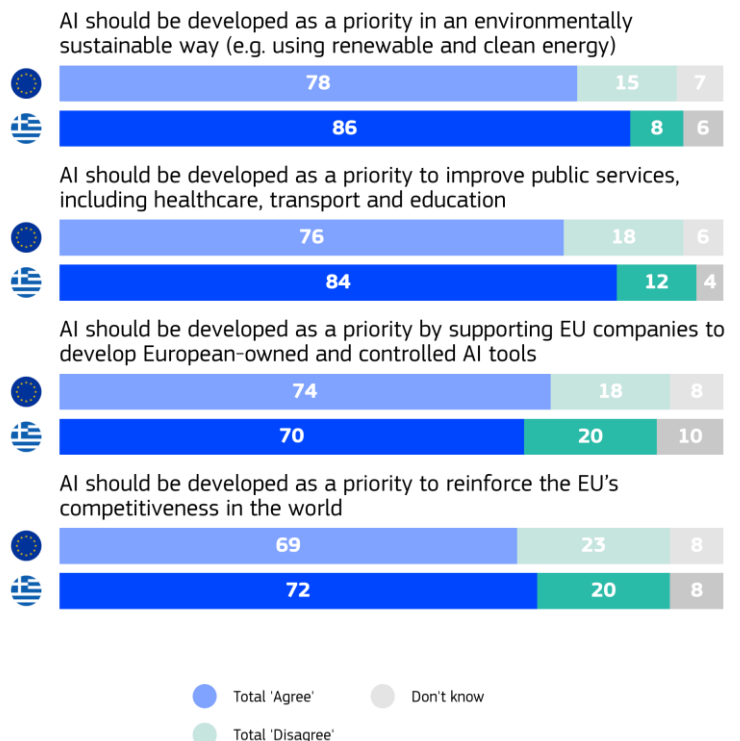 AI should be developed as a priority in an environmentally
sustainable way (e.g. using renewable and clean energy)
78 15 7
86 8 6
AI should be developed as a priority to improve public services,
including healthcare, transport and education
76 18 6
84 12 4
AI should be developed as a priority by supporting EU companies to
develop European-owned and controlled AI tools
74 18 8
70 20 10
AI should be developed as a priority to reinforce the EU's
competitiveness in the world
69 23 8
72 20 8
Total 'Agree' Don't know
Total 'Disagree'